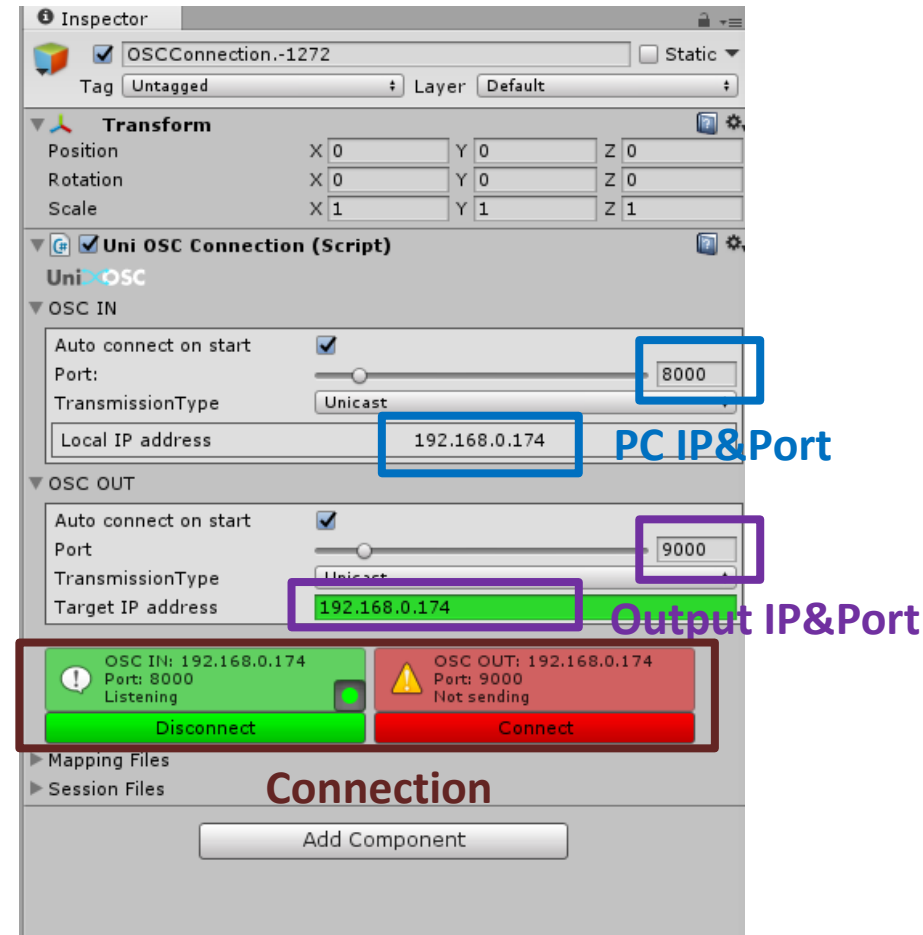 Inspector
OSCConnection.-1272 Static
Tag Untagged Layer Default
Transform
Position X 0 Y 0 Z 0
Rotation X 0 Y 0 Z 0
Scale X 1 Y 1 Z 1
Uni OSC Connection (Script)
UniOSC
OSC IN
Auto connect on start
Port: 8000
TransmissionType Unicast
Local IP address 192.168.0.174
PC IP&Port
OSC OUT
Auto connect on start
Port 9000
TransmissionType Unicast
Target IP address 192.168.0.174
Output IP&Port
OSC IN: 192.168.0.174
Port: 8000
Listening
Disconnect
OSC OUT: 192.168.0.174
Port: 9000
Not sending
Connect
Mapping Files
Session Files
Connection
Add Component